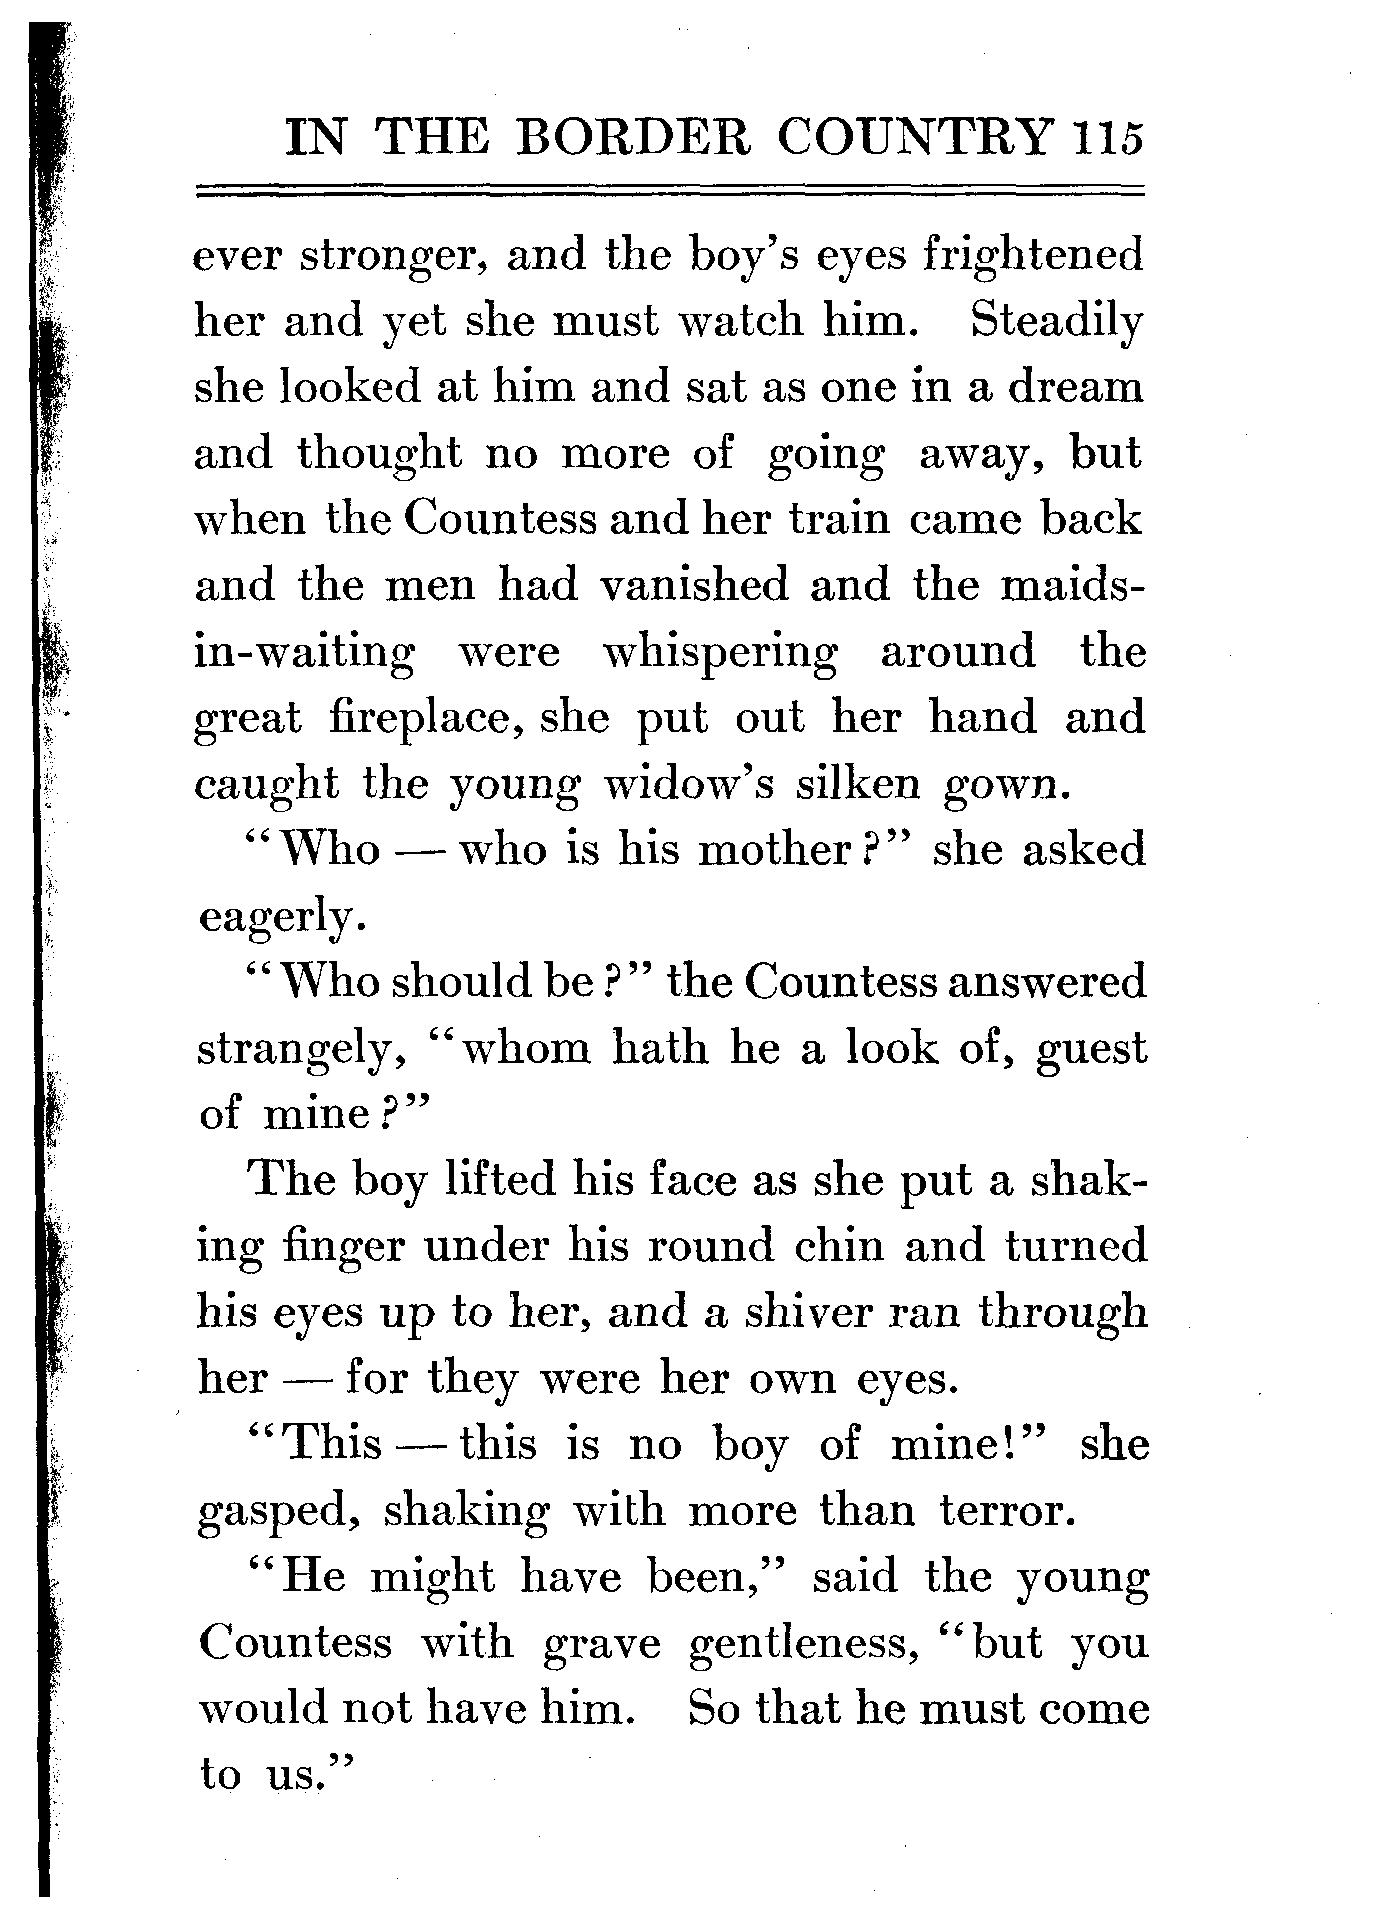 IN THE BORDER COUNTRY 115
ever stronger, and the boy's eyes frightened
her and yet she must watch him. Steadily
she looked at him and sat as one in a dream
and thought no more of going away, but
when the Countess and her train came back
and the men had vanished and the maids-
in-waiting were whispering around the
great fireplace, she put out her hand and
caught the young widow's silken gown.
"Who — who is his mother?" she asked
eagerly.
"Who should be?" the Countess answered
strangely, "whom hath he a look of, guest
of mine?"
The boy lifted his face as she put a shak-
ing finger under his round chin and turned
his eyes up to her, and a shiver ran through
her — for they were her own eyes.
"This — this is no boy of mine!" she
gasped, shaking with more than terror.
"He might have been," said the young
Countess with grave gentleness, "but you
would not have him. So that he must come
to us."